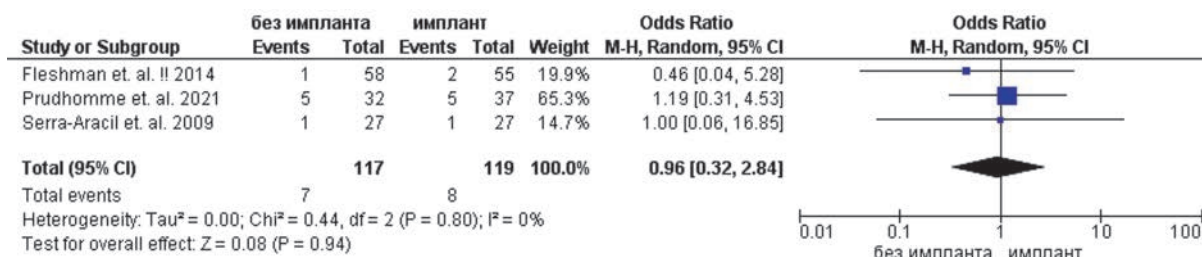 без импланта имплант Odds Ratio Odds Ratio
Study or Subgroup Events Total Events Total Weight M-H, Random, 95% CI M-H, Random, 95% CI
Fleshman et. al. !! 2014 1 58 2 55 19.9% 0.46 [0.04, 5.28]
Prudhomme et. al. 2021 5 32 5 37 65.3% 1.19 [0.31, 4.53]
Serra-Aracil et. al. 2009 1 27 1 27 14.7% 1.00 [0.06, 16.85]
Total (95% CI) 117 119 100.0% 0.96 [0.32, 2.84]
Total events 7 8
Heterogeneity: Tau² = 0.00; Chi² = 0.44, df = 2 (P = 0.80); I² = 0%
Test for overall effect: Z = 0.08 (P = 0.94)
0.01 0.1 1 10 100
без импланта имплант